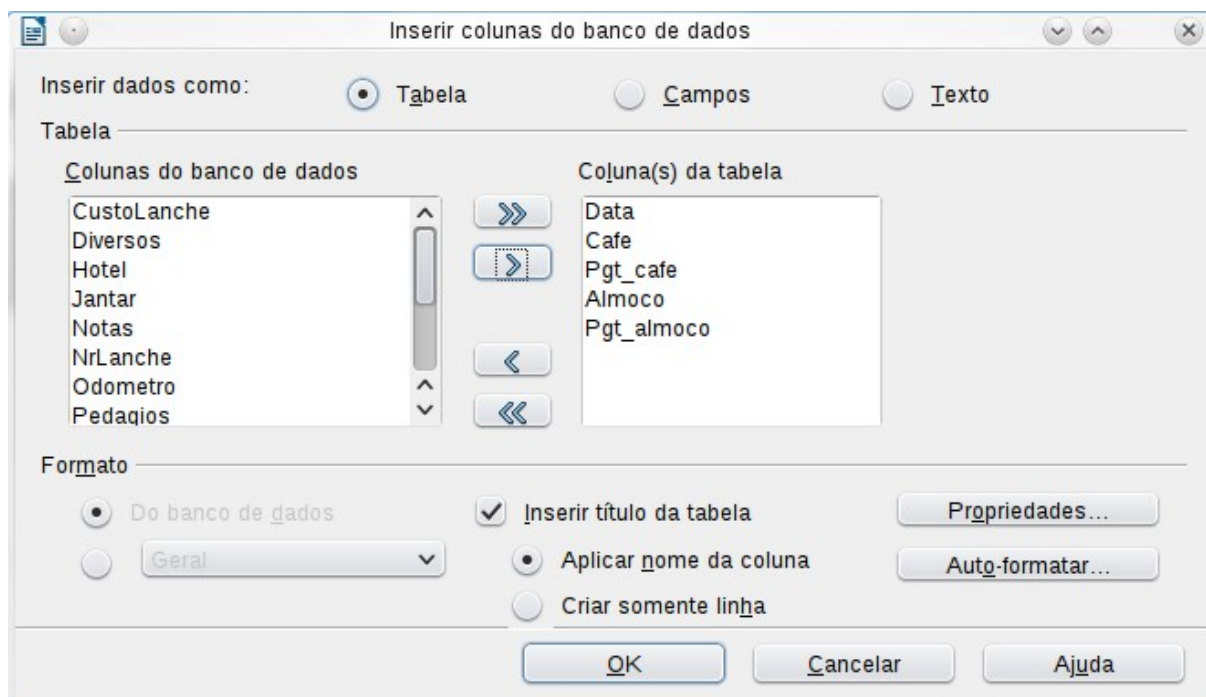 Inserir colunas do banco de dados
Inserir dados como: Tabela Campos Texto
Tabela
Colunas do banco de dados Coluna(s) da tabela
CustoLanche Data
Diversos Cafe
Hotel Pgt_cafe
Jantar Almoco
Notas Pgt_almoco
NrLanche
Odometro
Pedagios
Formato
Do banco de dados Inserir título da tabela Propriedades...
Geral Aplicar nome da coluna Auto-formatar...
Criar somente linha
OK Cancelar Ajuda